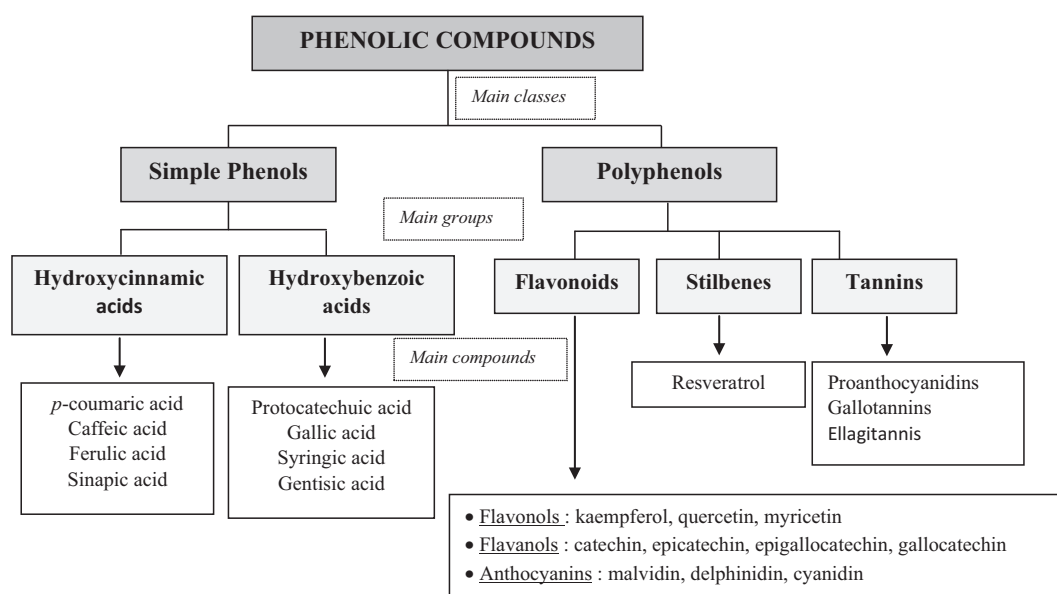 PHENOLIC COMPOUNDS
Main classes
Simple Phenols
Polyphenols
Main groups
Hydroxycinnamic
acids
Hydroxybenzoic
acids
Flavonoids
Stilbenes
Tannins
Main compounds
p-coumaric acid
Caffeic acid
Ferulic acid
Sinapic acid
Protocatechuic acid
Gallic acid
Syringic acid
Gentisic acid
Resveratrol
Proanthocyanidins
Gallotannins
Ellagitannis
• Flavonols : kaempferol, quercetin, myricetin
• Flavanols : catechin, epicatechin, epigallocatechin, gallocatechin
• Anthocyanins : malvidin, delphinidin, cyanidin